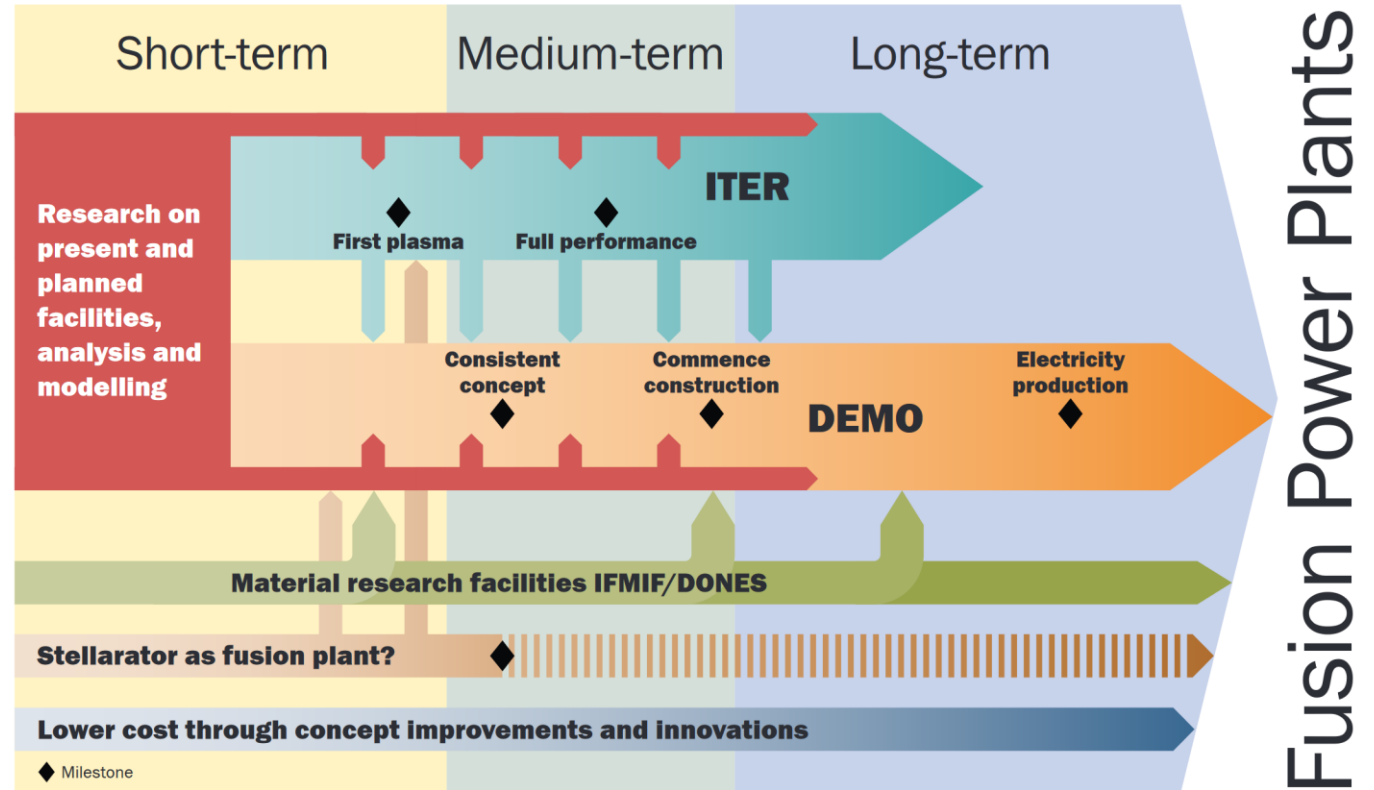 Short-term
Medium-term
Long-term
Research on
present and
planned
facilities,
analysis and
modelling
ITER
First plasma
Full performance
Consistent
concept
Commence
construction
Electricity
production
DEMO
Material research facilities IFMIF/DONES
Stellarator as fusion plant?
Lower cost through concept improvements and innovations
Milestone
Fusion Power Plants